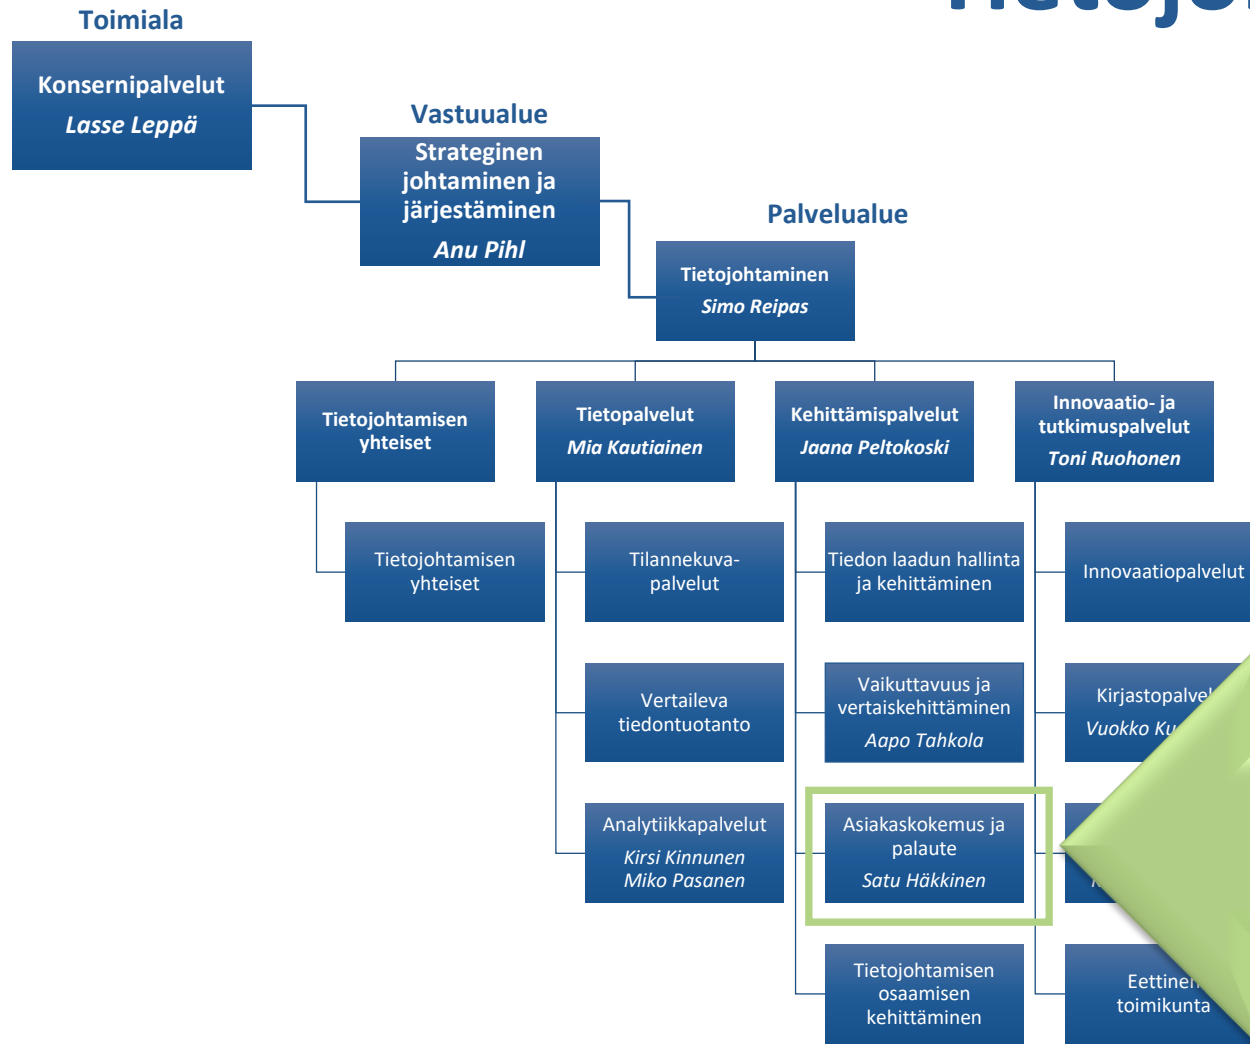 Toimiala
Konsernipalvelut
Lasse Leppä
Vastuualue
Strateginen
johtaminen ja
järjestäminen
Anu Pihl
Palvelualue
Tietojohtaminen
Simo Reipas
Tietojohtamisen
yhteiset
Tietopalvelut
Mia Kautiainen
Kehittämispalvelut
Jaana Peltokoski
Innovaatio- ja
tutkimuspalvelut
Toni Ruohonen
Tietojohtamisen
yhteiset
Tilannekuva-
palvelut
Tiedon laadun hallinta
ja kehittäminen
Innovaatiopalvelut
Vertaileva
tiedontuotanto
Vaikuttavuus ja
vertaiskehittäminen
Aapo Tahkola
Vuokko
Analytiikkapalvelut
Kirsi Kinnunen
Miko Pasanen
Asiakaskokemus ja
palaute
Satu Häkkinen
Tietojohtamisen
osaamisen
kehittäminen
Eettinen
toimikunta